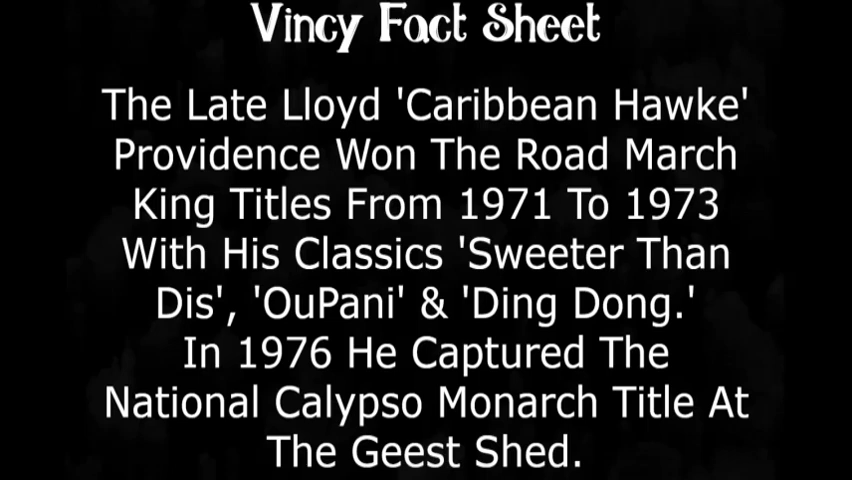 Vincy Fact Sheet
The Late Lloyd 'Caribbean Hawke'
Providence Won The Road March
King Titles From 1971 To 1973
With His Classics 'Sweeter Than
Dis', 'OuPani' & 'Ding Dong.'
In 1976 He Captured The
National Calypso Monarch Title At
The Geest Shed.